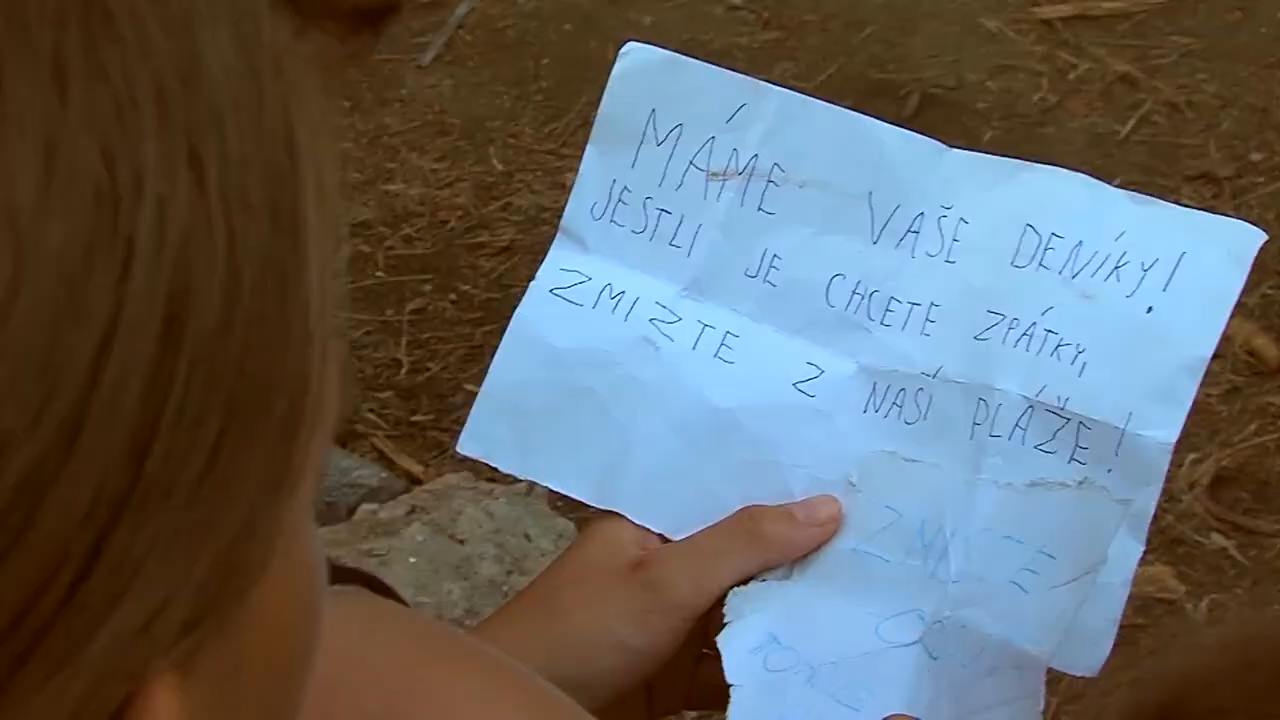 MÁME VAŠE DENÍKY!
JESTLI JE CHCETE ZPÁTKY,
ZMIZTE Z NAŠÍ PLÁŽE!